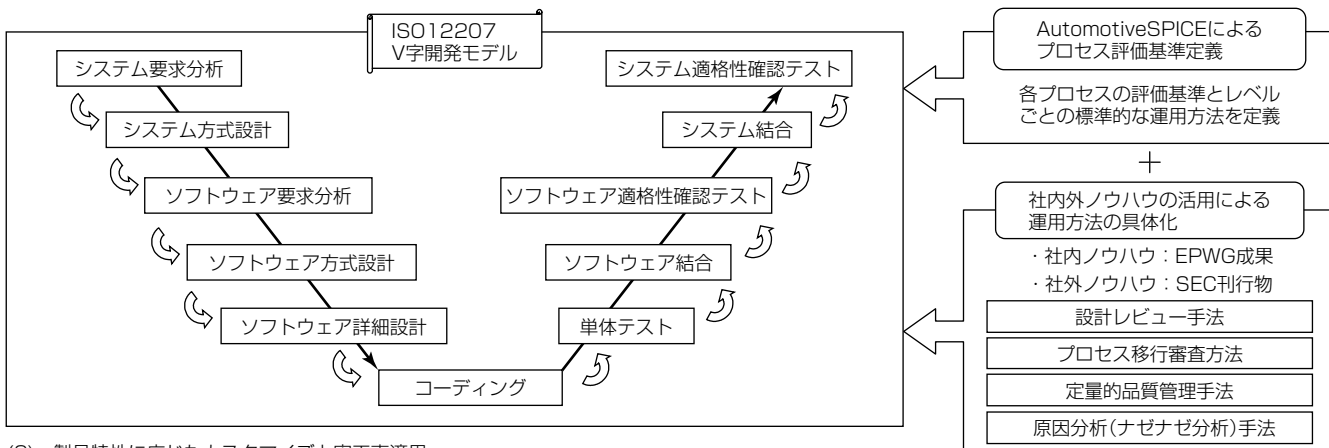 ISO12207
V字開発モデル
システム要求分析
システム方式設計
ソフトウェア要求分析
ソフトウェア方式設計
ソフトウェア詳細設計
コーディング
単体テスト
ソフトウェア結合
ソフトウェア適格性確認テスト
システム結合
システム適格性確認テスト
AutomotiveSPICEによる
プロセス評価基準定義
各プロセスの評価基準とレベル
ごとの標準的な運用方法を定義
＋
社内外ノウハウの活用による
運用方法の具体化
・社内ノウハウ：EPWG成果
・社外ノウハウ：SEC刊行物
設計レビュー手法
プロセス移行審査方法
定量的品質管理手法
原因分析(ナゼナゼ分析)手法